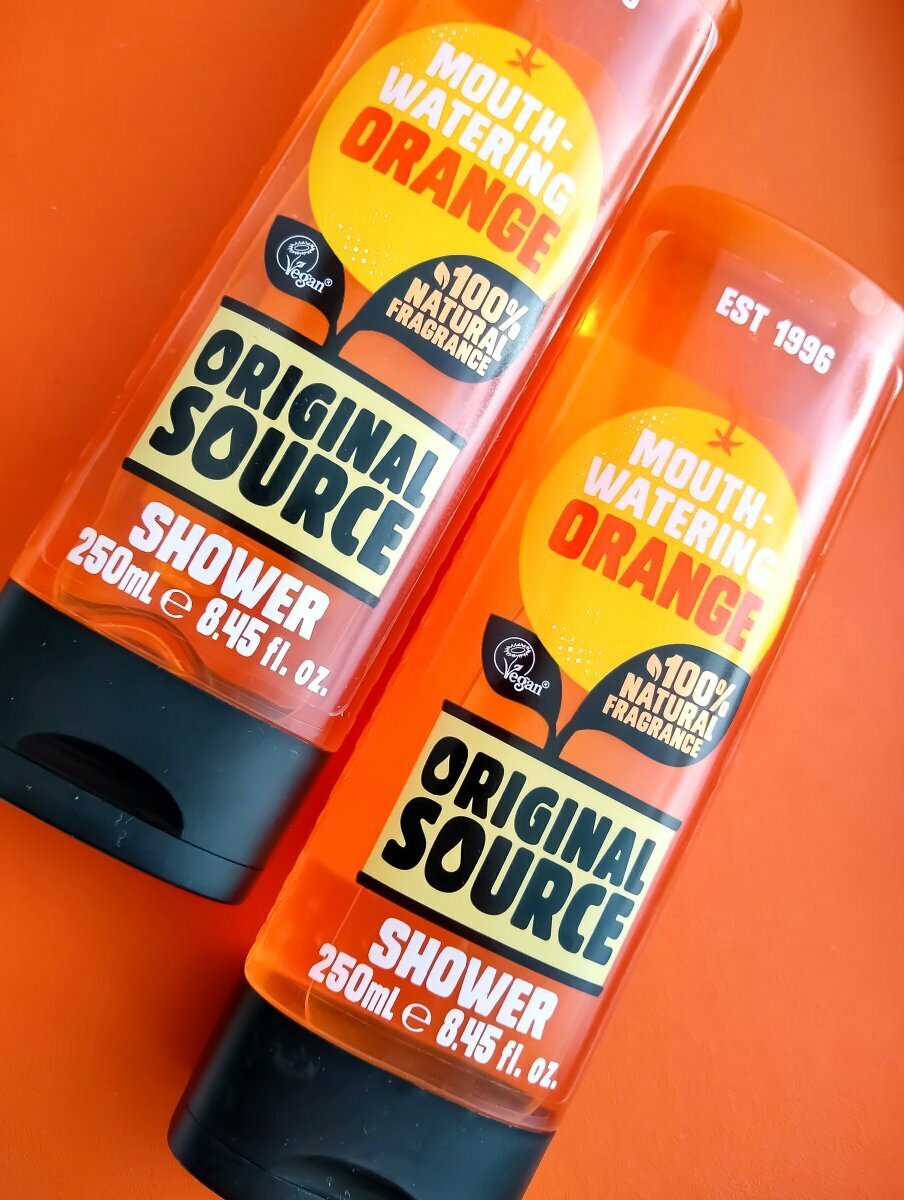 MOUTH-
WATERING
ORANGE
Vegan®
100%
NATURAL
FRAGRANCE
ORIGINAL
SOURCE
SHOWER
250mL e 8.45 fl. oz.
EST 1996
MOUTH-
WATERING
ORANGE
Vegan®
100%
NATURAL
FRAGRANCE
ORIGINAL
SOURCE
SHOWER
250mL e 8.45 fl. oz.